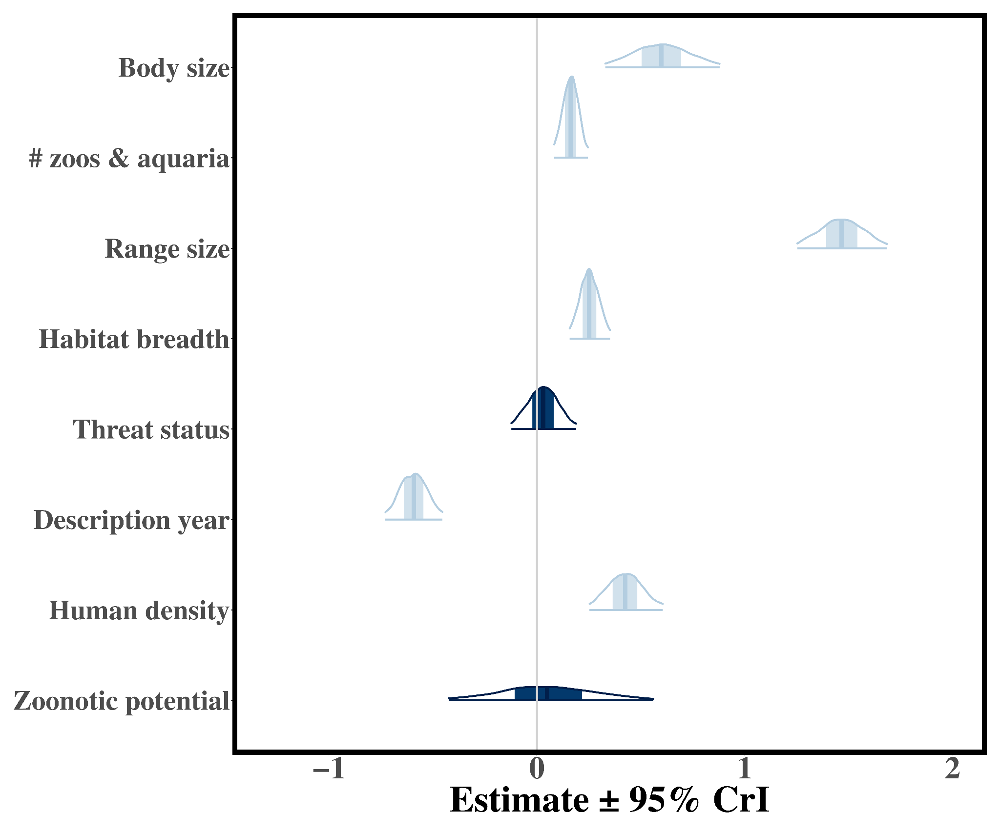 Body size
# zoos & aquaria
Range size
Habitat breadth
Threat status
Description year
Human density
Zoonotic potential
−1 0 1 2
Estimate ± 95% CrI